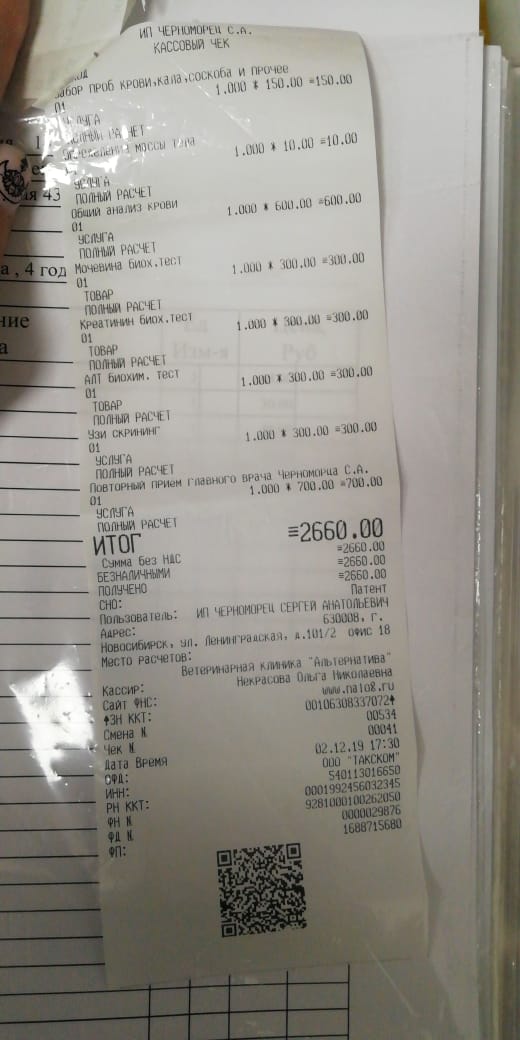 ИП ЧЕРНОМОРЕЦ С.А.
КАССОВЫЙ ЧЕК
проб крови,кала,соскоба и прочее
1.000 * 150.00 =150.00
01
УСЛУГА
ПОЛНЫЙ РАСЧЕТ
Определение массы тела
1.000 * 10.00 =10.00
УСЛУГА
ПОЛНЫЙ РАСЧЕТ
Общий анализ крови
1.000 * 600.00 =600.00
01
УСЛУГА
ПОЛНЫЙ РАСЧЕТ
Мочевина биох.тест
1.000 * 300.00 =300.00
01
ТОВАР
ПОЛНЫЙ РАСЧЕТ
Креатинин биох.тест
1.000 * 300.00 =300.00
01
ТОВАР
ПОЛНЫЙ РАСЧЕТ
АЛТ биохим. тест
1.000 * 300.00 =300.00
01
ТОВАР
ПОЛНЫЙ РАСЧЕТ
Узи скрининг
1.000 * 300.00 =300.00
01
УСЛУГА
ПОЛНЫЙ РАСЧЕТ
Повторный прием главного врача Черноморца С.А.
1.000 * 700.00 =700.00
01
УСЛУГА
ПОЛНЫЙ РАСЧЕТ
ИТОГ =2660.00
Сумма без НДС =2660.00
БЕЗНАЛИЧНЫМИ =2660.00
ПОЛУЧЕНО =2660.00
СНО: Патент
Пользователь: ИП ЧЕРНОМОРЕЦ СЕРГЕЙ АНАТОЛЬЕВИЧ
Адрес: 630008, г.
Новосибирск, ул. Ленинградская, д.101/2 офис 18
Место расчетов:
Ветеринарная клиника "Альтернатива"
Кассир: Некрасова Ольга Николаевна
Сайт ФНС: www.nalog.ru
ЗН ККТ: 00106308337072
Смена N 00534
Чек N 00041
Дата Время 02.12.19 17:30
ОФД: ООО "ТАКСКОМ"
ИНН: 540113016650
РН ККТ: 0001992456032345
ФН N 9281000100262050
ФД N 0000029876
ФП: 1688715680
я 43
а , 4 год
ние
а
Изм-я
Руб